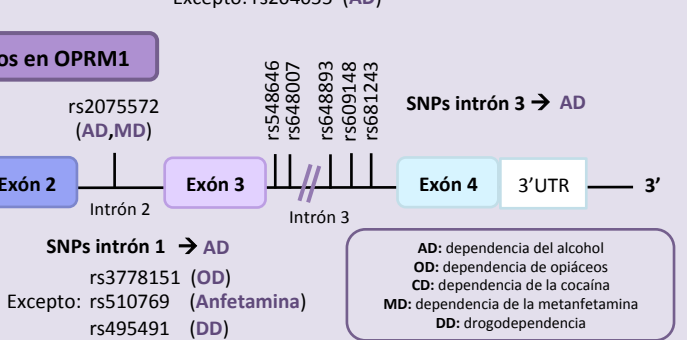 Excepto: rs204055 (AD)
os en OPRM1
rs2075572
(AD,MD)
rs548646
rs648007
rs648893
rs609148
rs681243
SNPs intrón 3 → AD
Exón 2
Exón 3
Exón 4
3’UTR
3’
Intrón 2
Intrón 3
SNPs intrón 1 → AD
rs3778151 (OD)
Excepto: rs510769 (Anfetamina)
rs495491 (DD)
AD: dependencia del alcohol
OD: dependencia de opiáceos
CD: dependencia de la cocaína
MD: dependencia de la metanfetamina
DD: drogodependencia